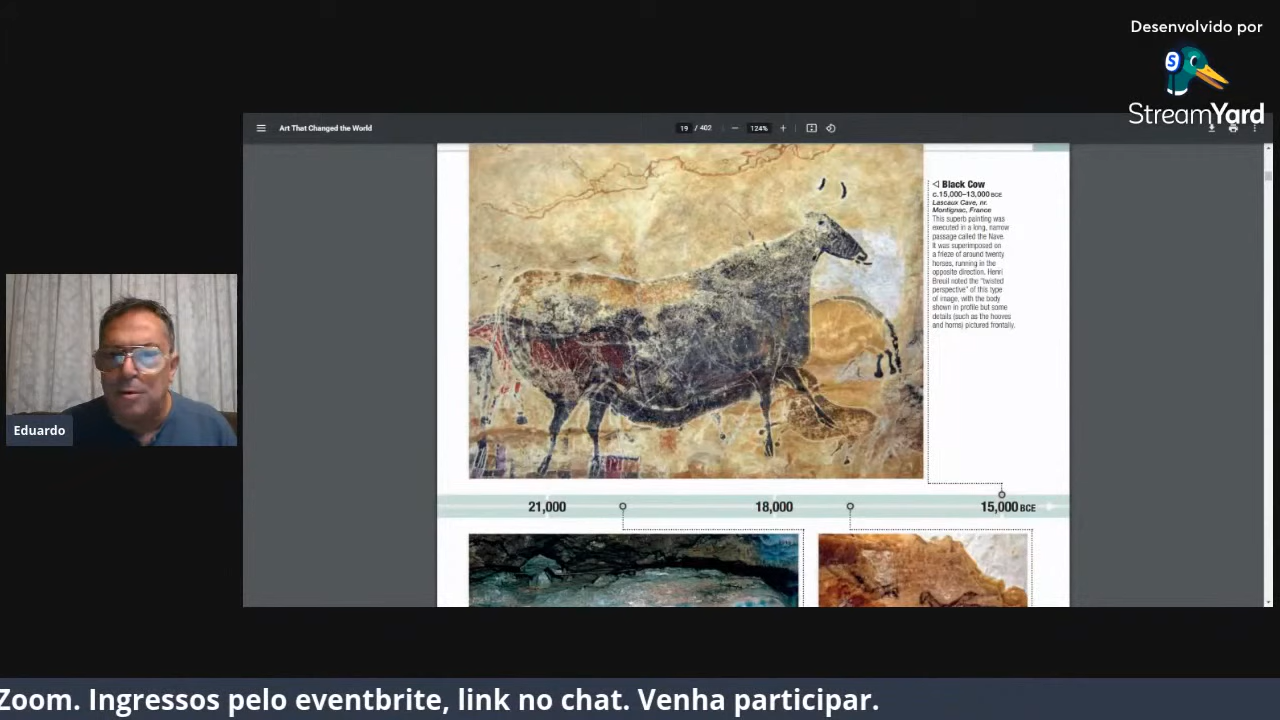 Desenvolvido por
StreamYard
Art That Changed the World
19 / 402
124%
Black Cow
c.15,000–13,000 BCE
Lascaux Cave, nr.
Montignac, France
This superb painting was
executed in a long, narrow
passage called the Nave.
It was superimposed on
a frieze of around twenty
horses, running in the
opposite direction. Henri
Breuil noted the "twisted
perspective" of this type
of image, with the body
shown in profile but some
details (such as the hooves
and horns) pictured frontally.
Eduardo
21,000
18,000
15,000 BCE
Zoom. Ingressos pelo eventbrite, link no chat. Venha participar.